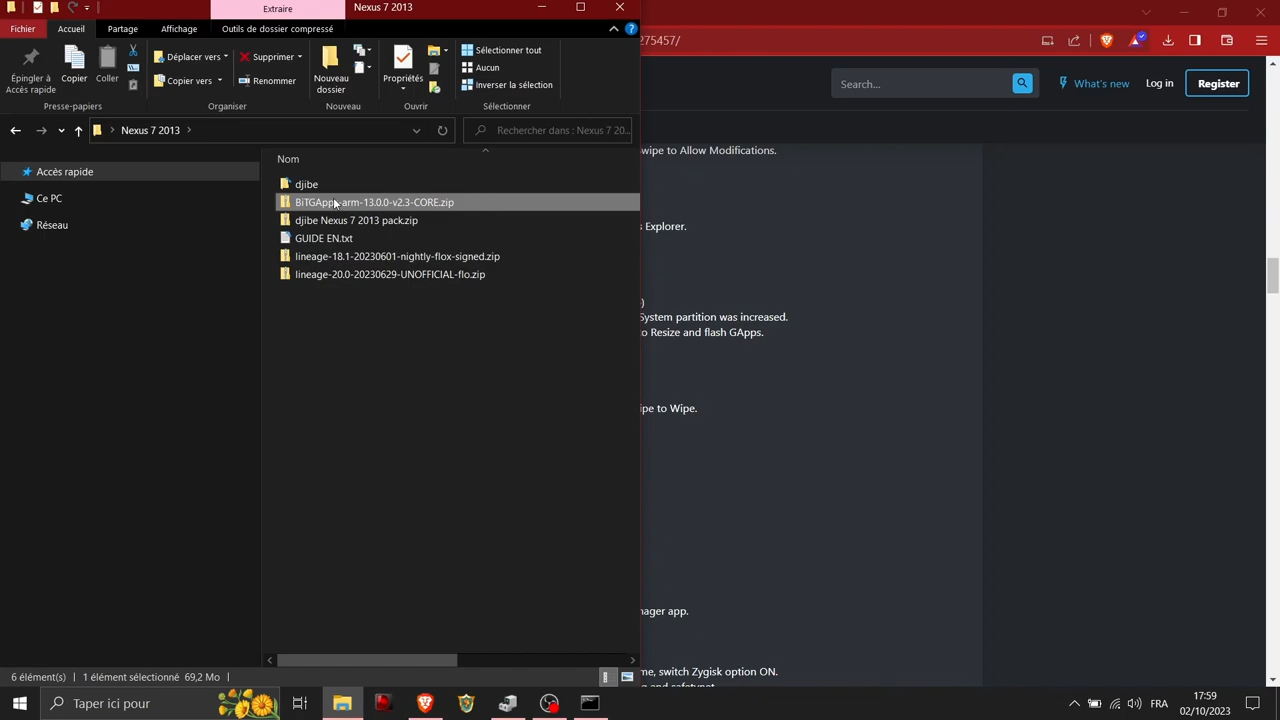 Extraire
Nexus 7 2013
Fichier
Accueil
Partage
Affichage
Outils de dossier compressé
Épingler à
Accès rapide
Copier
Coller
Presse-papiers
Déplacer vers
Copier vers
Supprimer
Renommer
Organiser
Nouveau
dossier
Nouveau
Propriétés
Ouvrir
Sélectionner tout
Aucun
Inverser la sélection
Sélectionner
Nexus 7 2013
Rechercher dans : Nexus 7 20...
Accès rapide
Ce PC
Réseau
Nom
djibe
BiTGApps-arm-13.0.0-v2.3-CORE.zip
djibe Nexus 7 2013 pack.zip
GUIDE EN.txt
lineage-18.1-20230601-nightly-flox-signed.zip
lineage-20.0-20230629-UNOFFICIAL-flo.zip
6 élément(s)
1 élément sélectionné 69,2 Mo
275457/
Search...
What's new
Log in
Register
swipe to Allow Modifications.
s Explorer.
)
System partition was increased.
to Resize and flash GApps.
ipe to Wipe.
nager app.
me, switch Zygisk option ON.
Taper ici pour
FRA
17:59
02/10/2023